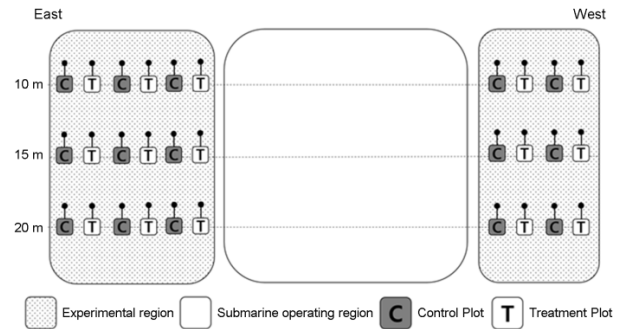 East West
10 m C T C T C T C T C T
15 m C T C T C T C T C T
20 m C T C T C T C T C T
Experimental region Submarine operating region C Control Plot T Treatment Plot